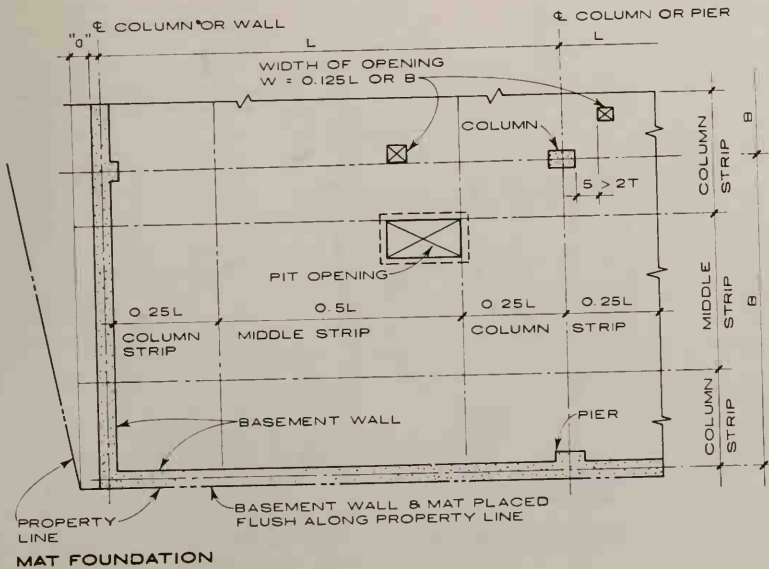 ℄ COLUMN OR WALL
℄ COLUMN OR PIER
"a"
L
L
WIDTH OF OPENING
W = 0.125L OR B
COLUMN
B
COLUMN
STRIP
S > 2T
PIT OPENING
0.25L
0.5L
0.25L
0.25L
COLUMN
STRIP
MIDDLE STRIP
COLUMN
STRIP
MIDDLE
STRIP
B
BASEMENT WALL
PIER
COLUMN
STRIP
PROPERTY
LINE
BASEMENT WALL & MAT PLACED
FLUSH ALONG PROPERTY LINE
MAT FOUNDATION